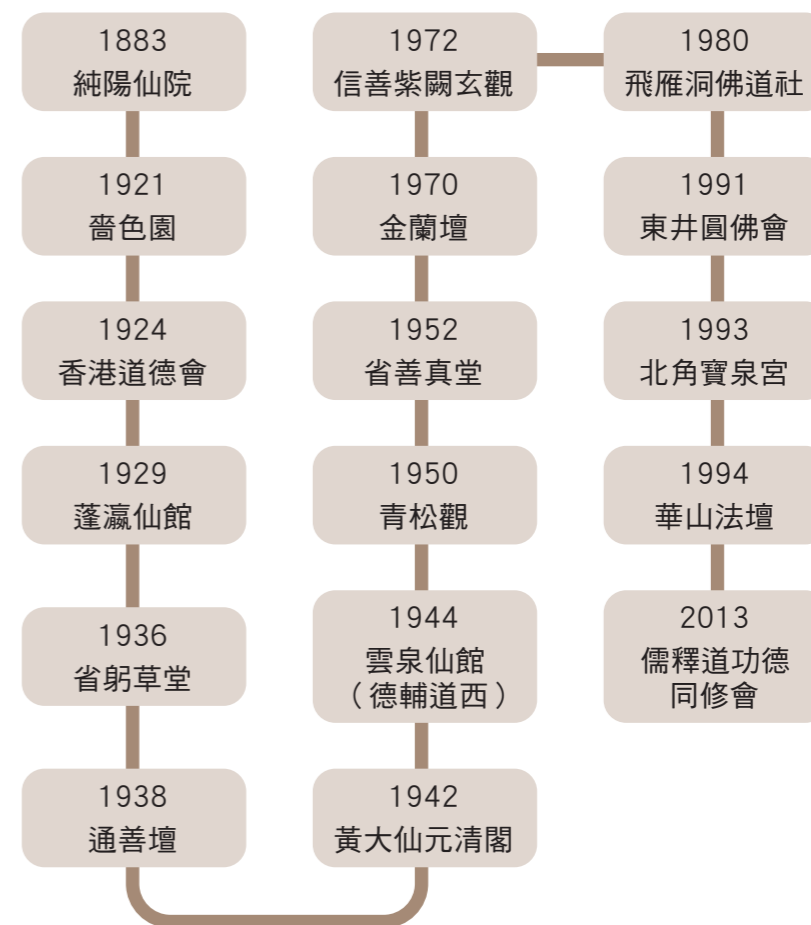 1883
純陽仙院
1921
嗇色園
1924
香港道德會
1929
蓬瀛仙館
1936
省躬草堂
1938
通善壇
1942
黃大仙元清閣
1944
雲泉仙館
（德輔道西）
1950
青松觀
1952
省善真堂
1970
金蘭壇
1972
信善紫闕玄觀
1980
飛雁洞佛道社
1991
東井圓佛會
1993
北角寶泉宮
1994
華山法壇
2013
儒釋道功德
同修會